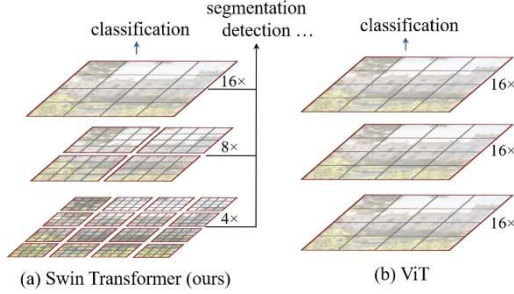 segmentation
detection ...
classification
16×
8×
4×
(a) Swin Transformer (ours)
classification
16×
16×
16×
(b) ViT